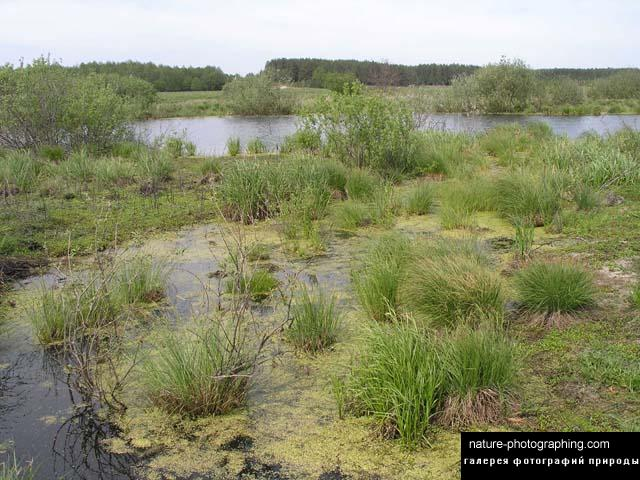 nature-photographing.com
галерея фотографий природы